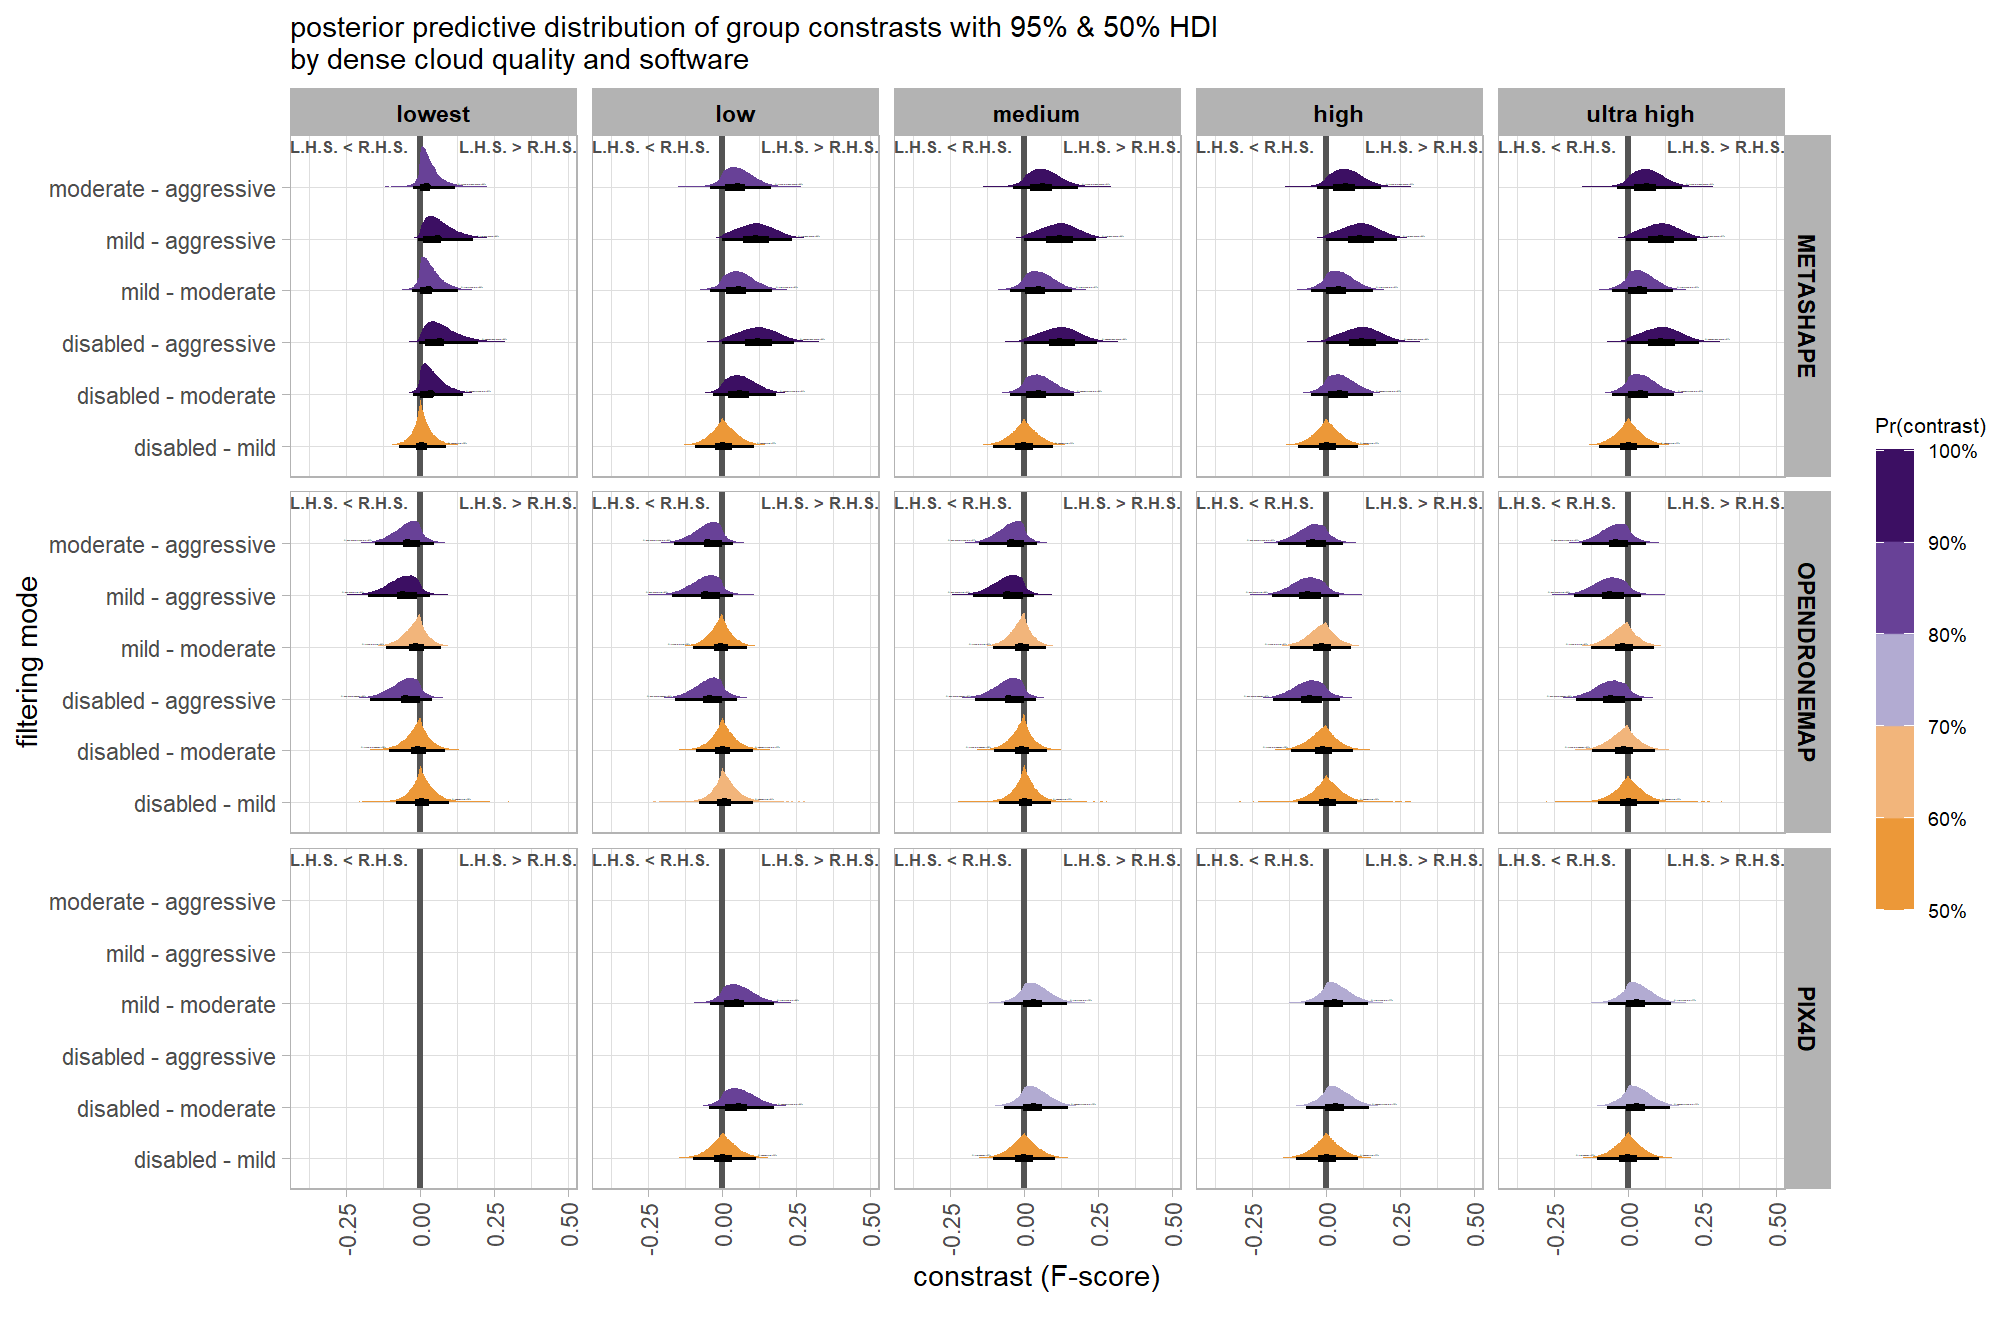 posterior predictive distribution of group constrasts with 95% & 50% HDI
by dense cloud quality and software
lowest
low
medium
high
ultra high
L.H.S. < R.H.S.
L.H.S. > R.H.S.
L.H.S. < R.H.S.
L.H.S. > R.H.S.
L.H.S. < R.H.S.
L.H.S. > R.H.S.
L.H.S. < R.H.S.
L.H.S. > R.H.S.
L.H.S. < R.H.S.
L.H.S. > R.H.S.
moderate - aggressive
mild - aggressive
mild - moderate
disabled - aggressive
disabled - moderate
disabled - mild
METASHAPE
L.H.S. < R.H.S.
L.H.S. > R.H.S.
L.H.S. < R.H.S.
L.H.S. > R.H.S.
L.H.S. < R.H.S.
L.H.S. > R.H.S.
L.H.S. < R.H.S.
L.H.S. > R.H.S.
L.H.S. < R.H.S.
L.H.S. > R.H.S.
moderate - aggressive
mild - aggressive
mild - moderate
disabled - aggressive
disabled - moderate
disabled - mild
OPENDRONEMAP
L.H.S. < R.H.S.
L.H.S. > R.H.S.
L.H.S. < R.H.S.
L.H.S. > R.H.S.
L.H.S. < R.H.S.
L.H.S. > R.H.S.
L.H.S. < R.H.S.
L.H.S. > R.H.S.
L.H.S. < R.H.S.
L.H.S. > R.H.S.
moderate - aggressive
mild - aggressive
mild - moderate
disabled - aggressive
disabled - moderate
disabled - mild
PIX4D
filtering mode
-0.25
0.00
0.25
0.50
-0.25
0.00
0.25
0.50
-0.25
0.00
0.25
0.50
-0.25
0.00
0.25
0.50
-0.25
0.00
0.25
0.50
constrast (F-score)
Pr(contrast)
100%
90%
80%
70%
60%
50%